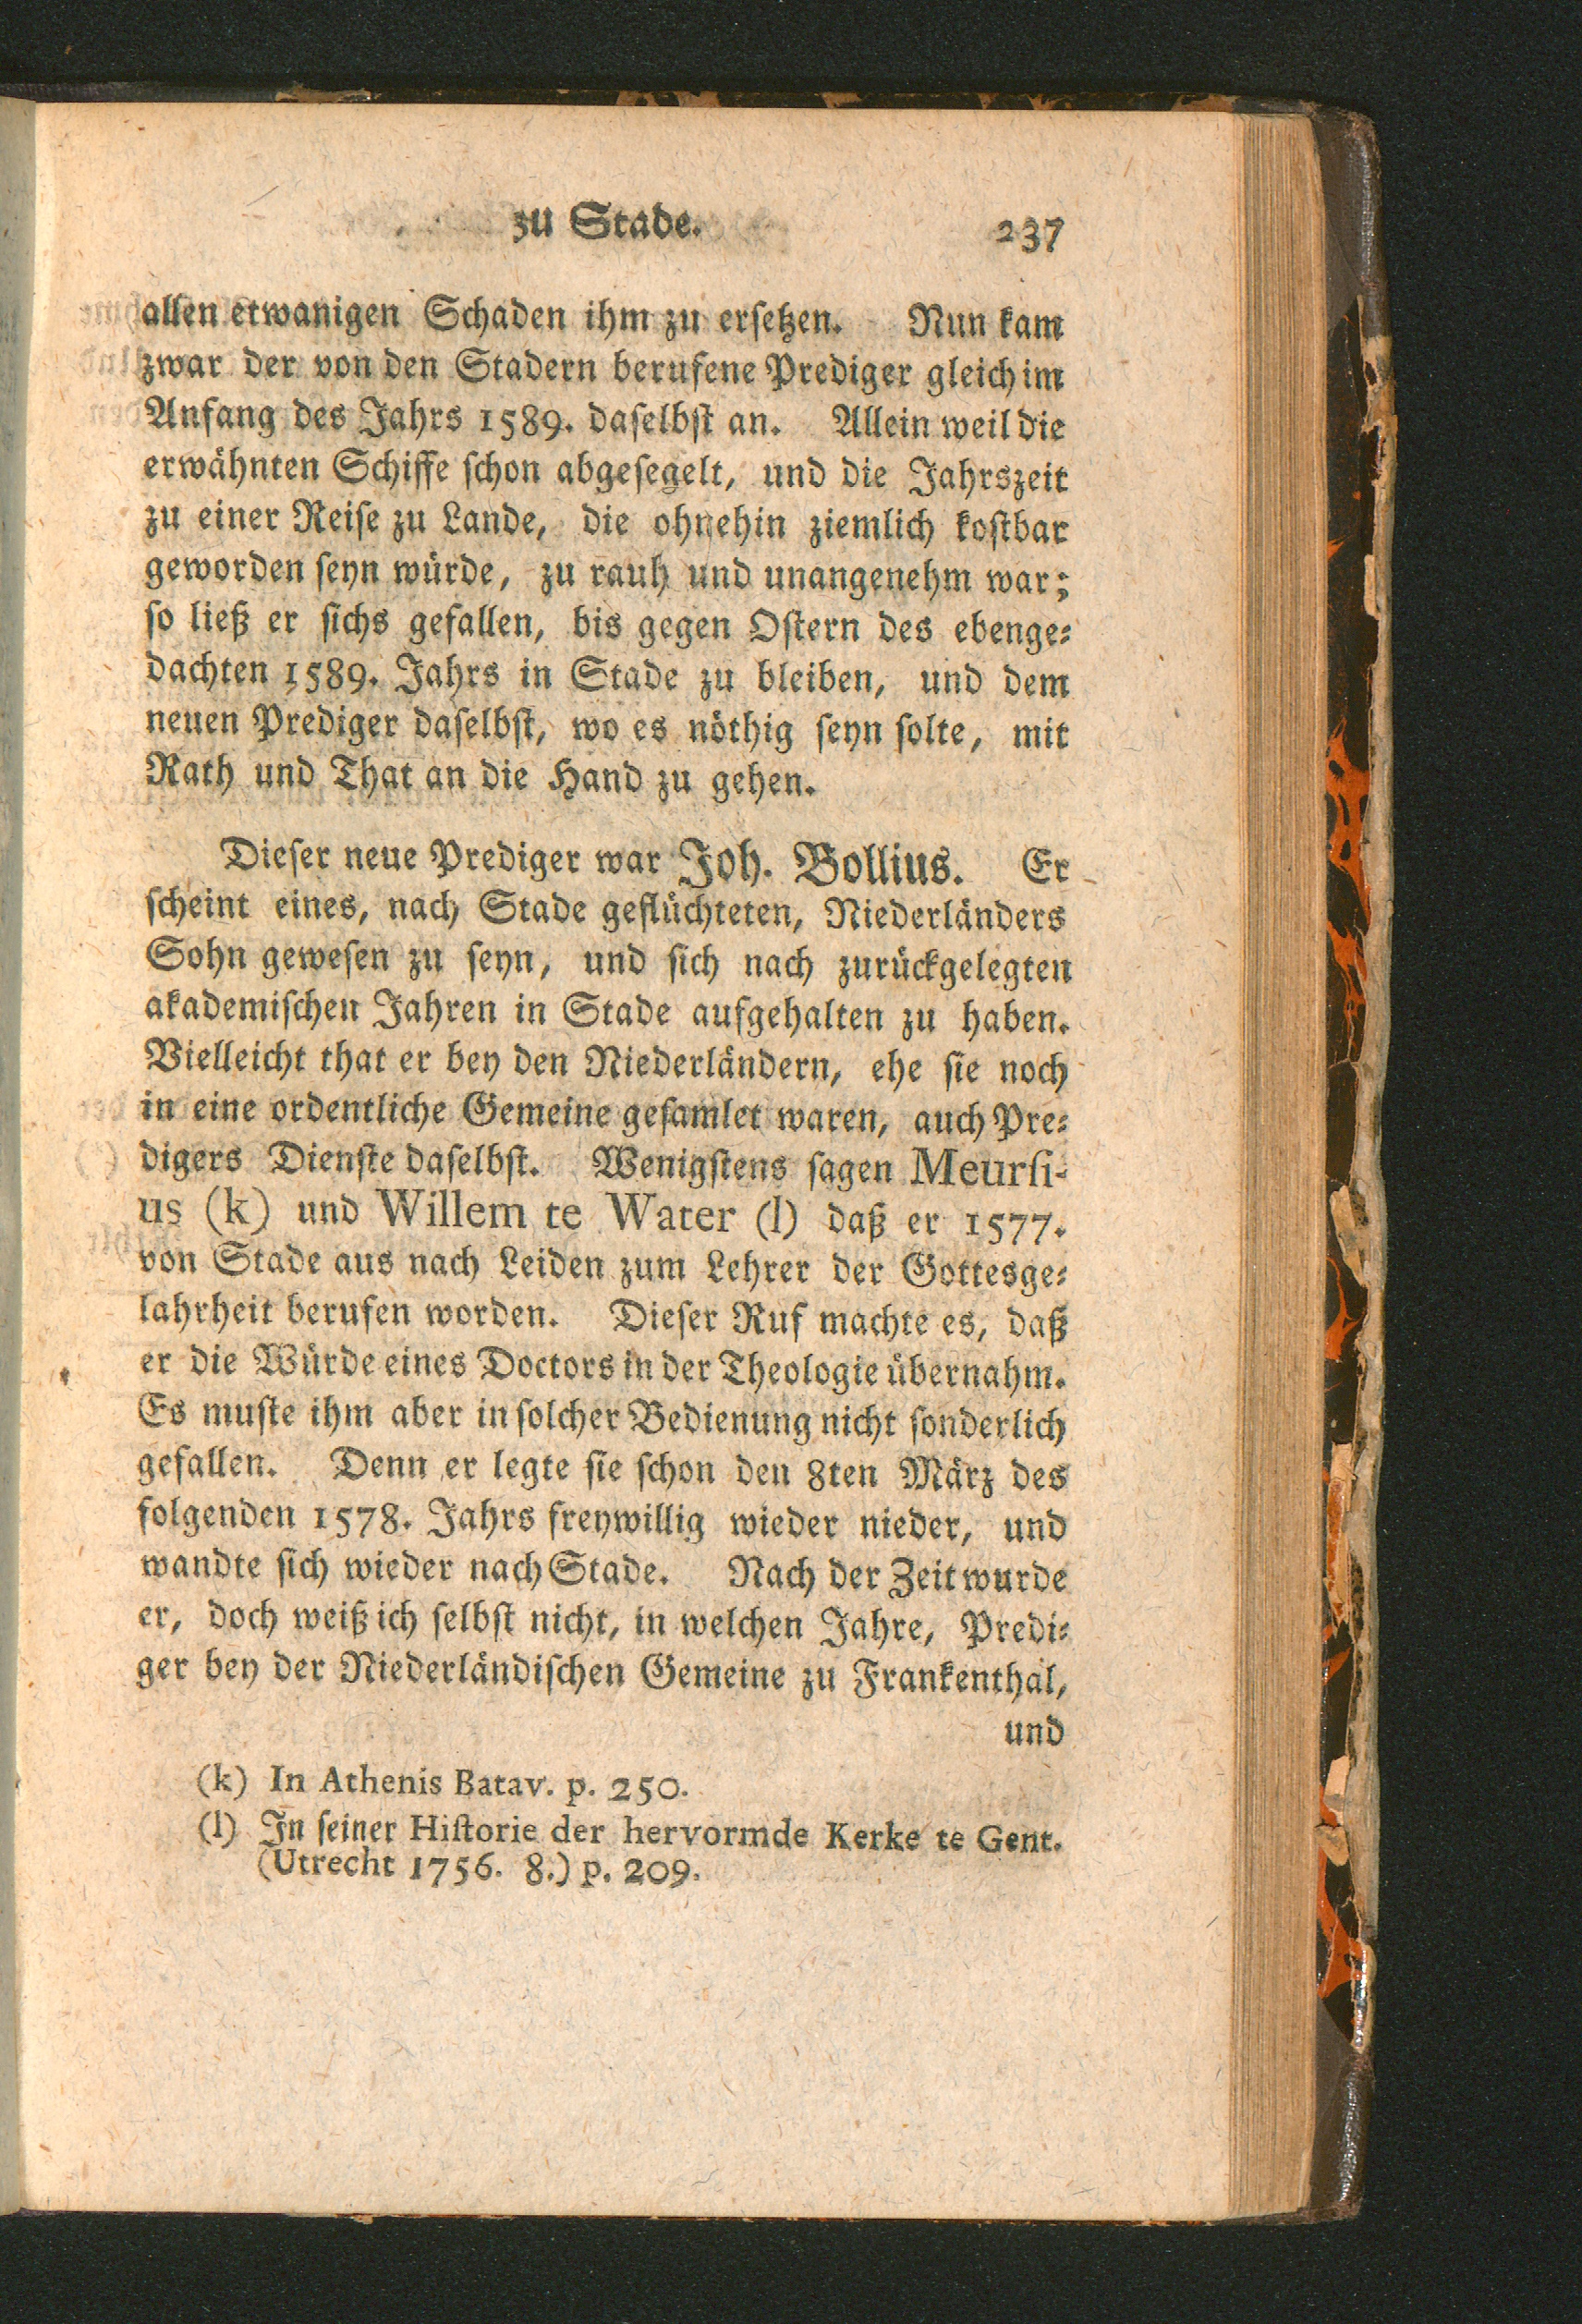 zu Stade. 237
allen etwanigen Schaden ihm zu ersetzen. Nun kam
zwar der von den Stadern berufene Prediger gleich im
Anfang des Jahrs 1589. daselbst an. Allein weil die
erwähnten Schiffe schon abgesegelt, und die Jahrszeit
zu einer Reise zu Lande, die ohnehin ziemlich kostbar
geworden seyn würde, zu rauh und unangenehm war;
so ließ er sichs gefallen, bis gegen Ostern des ebenge-
dachten 1589. Jahrs in Stade zu bleiben, und dem
neuen Prediger daselbst, wo es nöthig seyn solte, mit
Rath und That an die Hand zu gehen.
Dieser neue Prediger war Joh. Bollius. Er
scheint eines, nach Stade geflüchteten, Niederländers
Sohn gewesen zu seyn, und sich nach zurückgelegten
akademischen Jahren in Stade aufgehalten zu haben.
Vielleicht that er bey den Niederländern, ehe sie noch
in eine ordentliche Gemeine gesamlet waren, auch Pre-
digers Dienste daselbst. Wenigstens sagen Meursi-
us (k) und Willem te Water (l) daß er 1577.
von Stade aus nach Leiden zum Lehrer der Gottesge-
lahrheit berufen worden. Dieser Ruf machte es, daß
er die Würde eines Doctors in der Theologie übernahm.
Es muste ihm aber in solcher Bedienung nicht sonderlich
gefallen. Denn er legte sie schon den 8ten März des
folgenden 1578. Jahrs freywillig wieder nieder, und
wandte sich wieder nach Stade. Nach der Zeit wurde
er, doch weiß ich selbst nicht, in welchen Jahre, Predi-
ger bey der Niederländischen Gemeine zu Frankenthal,
und
(k) In Athenis Batav. p. 250.
(l) In seiner Historie der hervormde Kerke te Gent.
(Utrecht 1756. 8.) p. 209.